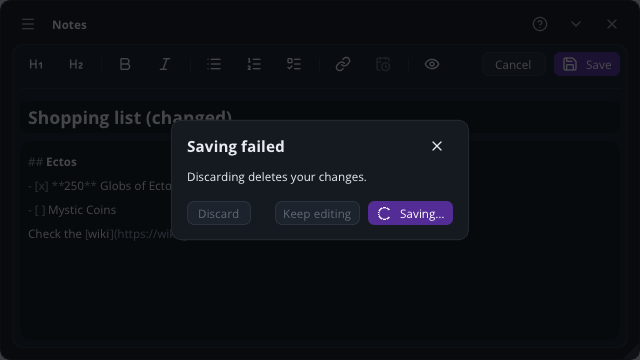 Notes
H1 H2 B I Cancel Save
Shopping list (changed)
## Ectos
- [x] **250** Globs of Ecto
- [ ] Mystic Coins
Check the [wiki](https://wik
Saving failed
Discarding deletes your changes.
Discard Keep editing Saving...